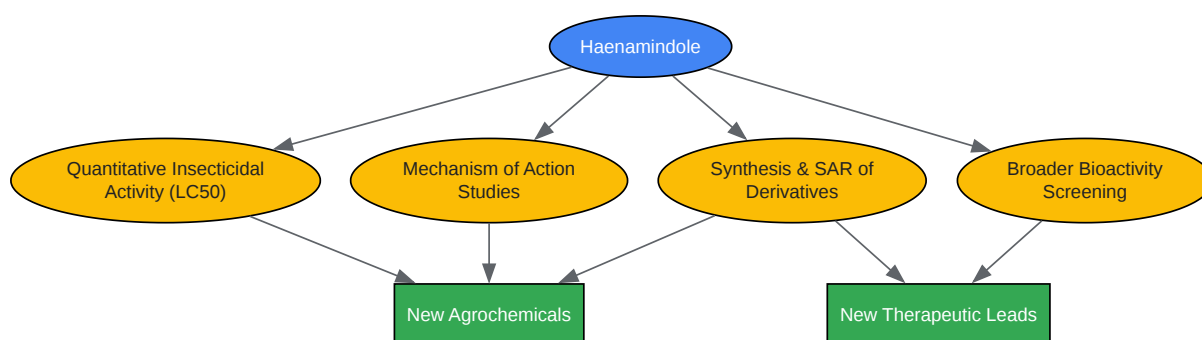 Haenamindole
Quantitative Insecticidal
Activity (LC50)
Mechanism of Action
Studies
Synthesis & SAR of
Derivatives
Broader Bioactivity
Screening
New Agrochemicals
New Therapeutic Leads